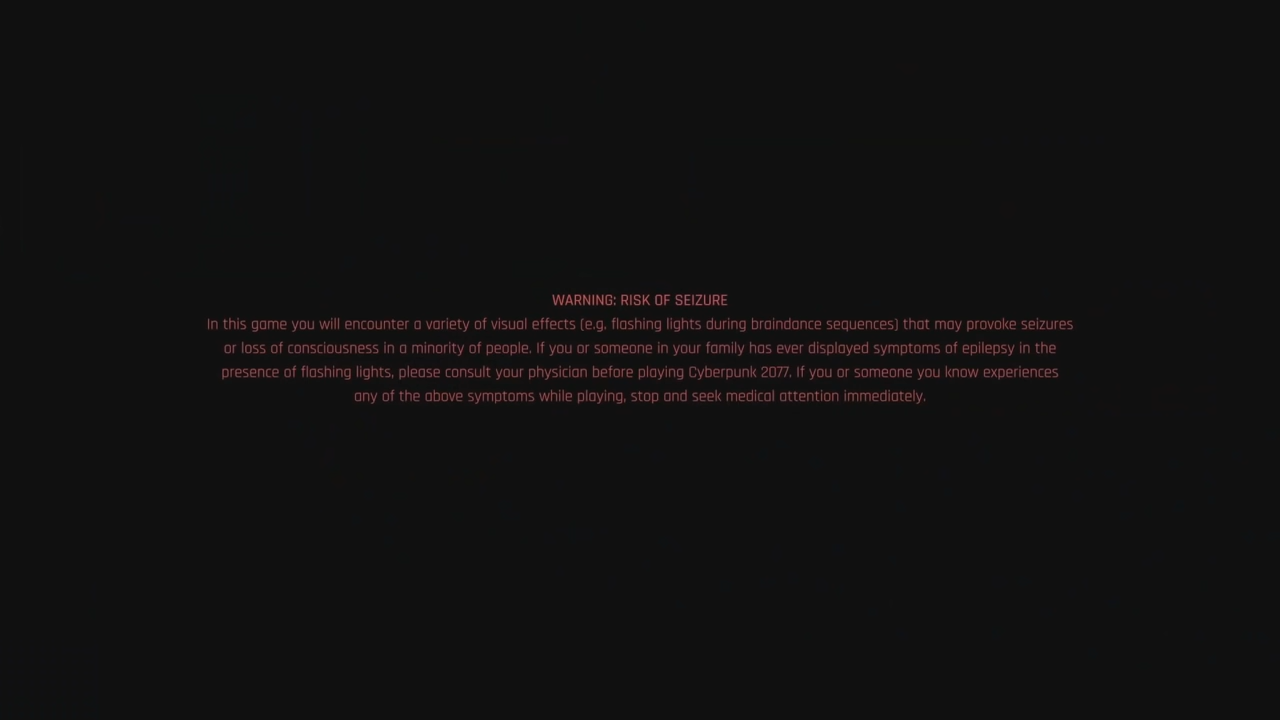 WARNING: RISK OF SEIZURE
In this game you will encounter a variety of visual effects (e.g. flashing lights during braindance sequences) that may provoke seizures
or loss of consciousness in a minority of people. If you or someone in your family has ever displayed symptoms of epilepsy in the
presence of flashing lights, please consult your physician before playing Cyberpunk 2077. If you or someone you know experiences
any of the above symptoms while playing, stop and seek medical attention immediately.